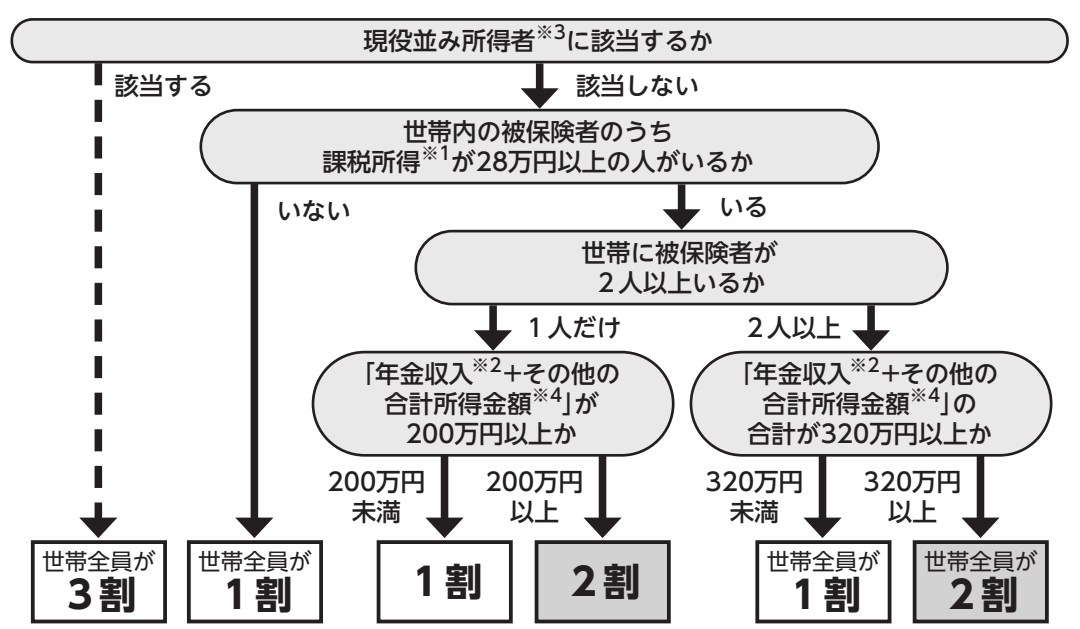 現役並み所得者※3に該当するか
該当する
該当しない
世帯内の被保険者のうち
課税所得※1が28万円以上の人がいるか
いない
いる
世帯に被保険者が
2人以上いるか
1人だけ
2人以上
「年金収入※2＋その他の
合計所得金額※4」が
200万円以上か
「年金収入※2＋その他の
合計所得金額※4」の
合計が320万円以上か
200万円
未満
200万円
以上
320万円
未満
320万円
以上
世帯全員が
3割
世帯全員が
1割
1割
2割
世帯全員が
1割
世帯全員が
2割